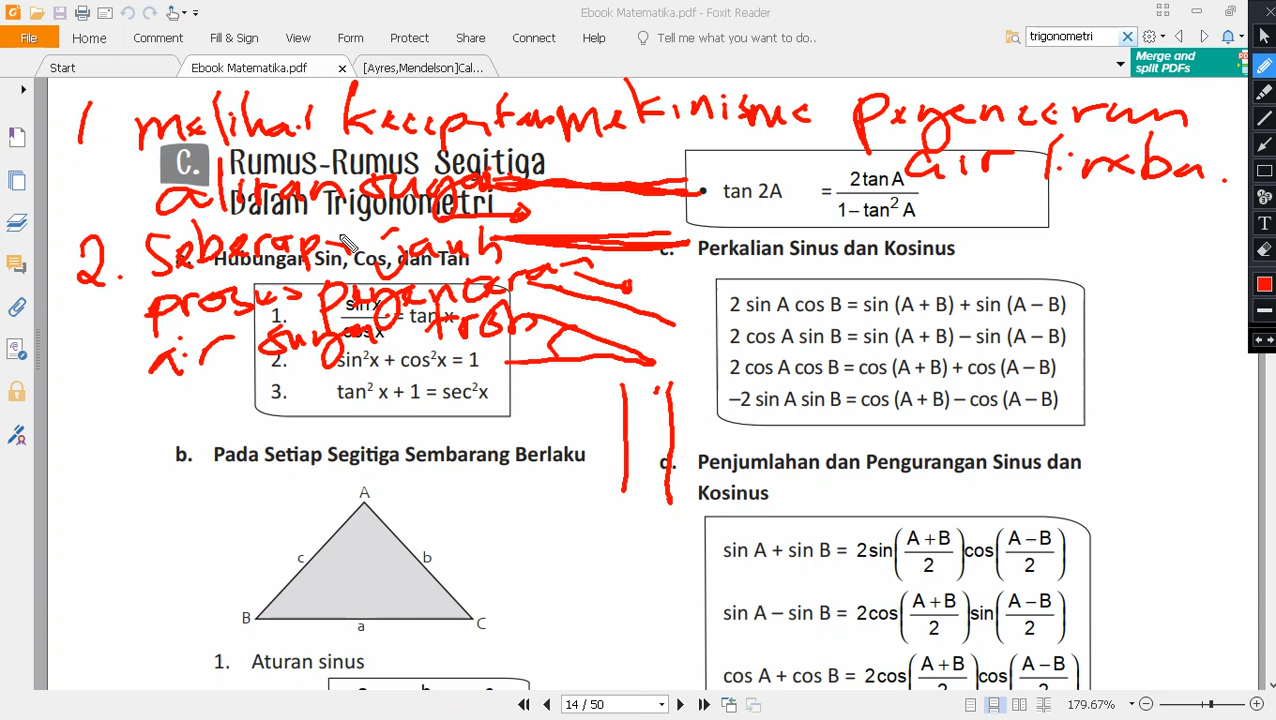 Ebook Matematika.pdf - Foxit Reader
File Home Comment Fill & Sign View Form Protect Share Connect Help Tell me what you want to do.. trigonometri
Start Ebook Matematika.pdf [Ayres,Mendelson]Cal...
Merge and split PDFs
1 melihat mekinisme
air limba.
aliran sungai
2. Seberapa jauh
proses
air sungai
C. Rumus-Rumus Segitiga
Dalam Trigonometri
a. Hubungan Sin, Cos, dan Tan
1. sin x / cos x = tan x
2. sin²x + cos²x = 1
3. tan² x + 1 = sec²x
b. Pada Setiap Segitiga Sembarang Berlaku
A
c b
B a C
1. Aturan sinus
• tan 2A = 2 tan A / 1 – tan² A
c. Perkalian Sinus dan Kosinus
2 sin A cos B = sin (A + B) + sin (A – B)
2 cos A sin B = sin (A + B) – sin (A – B)
2 cos A cos B = cos (A + B) + cos (A – B)
–2 sin A sin B = cos (A + B) – cos (A – B)
d. Penjumlahan dan Pengurangan Sinus dan
Kosinus
sin A + sin B = 2sin(A + B / 2)cos(A – B / 2)
sin A – sin B = 2cos(A + B / 2)sin(A – B / 2)
cos A + cos B = 2cos(A + B / 2)cos(A – B / 2)
14 / 50 179.67%